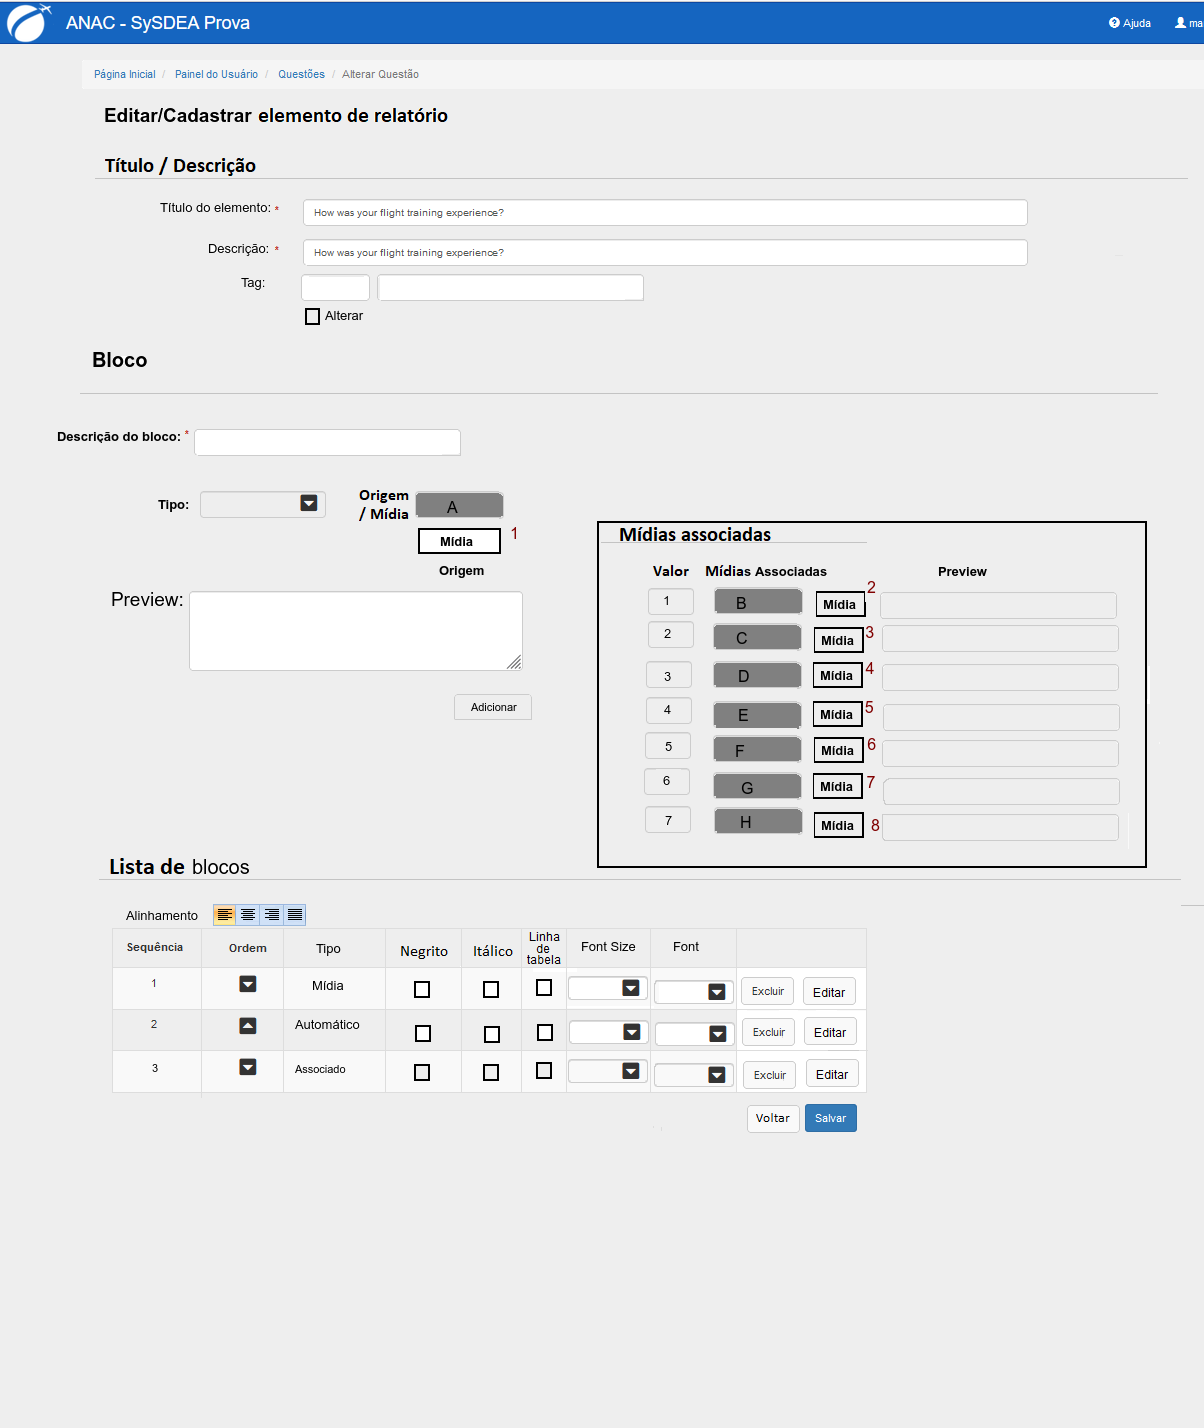 ANAC - SySDEA Prova
Ajuda
ma
Página Inicial / Painel do Usuário / Questões / Alterar Questão
Editar/Cadastrar elemento de relatório
Título / Descrição
Título do elemento: * How was your flight training experience?
Descrição: * How was your flight training experience?
Tag:
Alterar
Bloco
Descrição do bloco: *
Tipo:
Origem / Mídia
A
Mídia 1
Origem
Preview:
Adicionar
Mídias associadas
Valor Mídias Associadas Preview
1 B Mídia 2
2 C Mídia 3
3 D Mídia 4
4 E Mídia 5
5 F Mídia 6
6 G Mídia 7
7 H Mídia 8
Lista de blocos
Alinhamento
Sequência Ordem Tipo Negrito Itálico Linha de tabela Font Size Font
1 Mídia Excluir Editar
2 Automático Excluir Editar
3 Associado Excluir Editar
Voltar Salvar